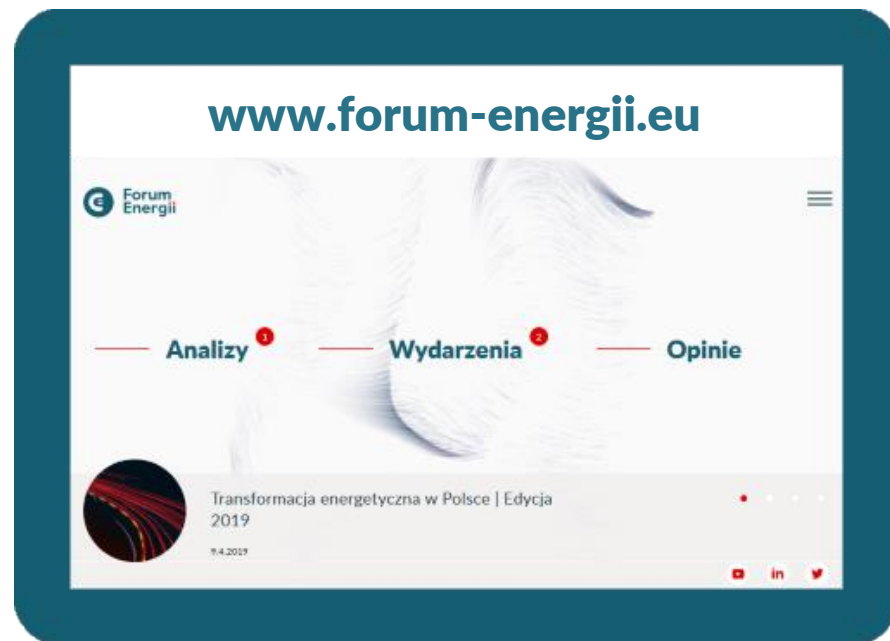 www.forum-energii.eu
Forum
Energii
Analizy 1 Wydarzenia 2 Opinie
Transformacja energetyczna w Polsce | Edycja
2019
9.4.2019
in